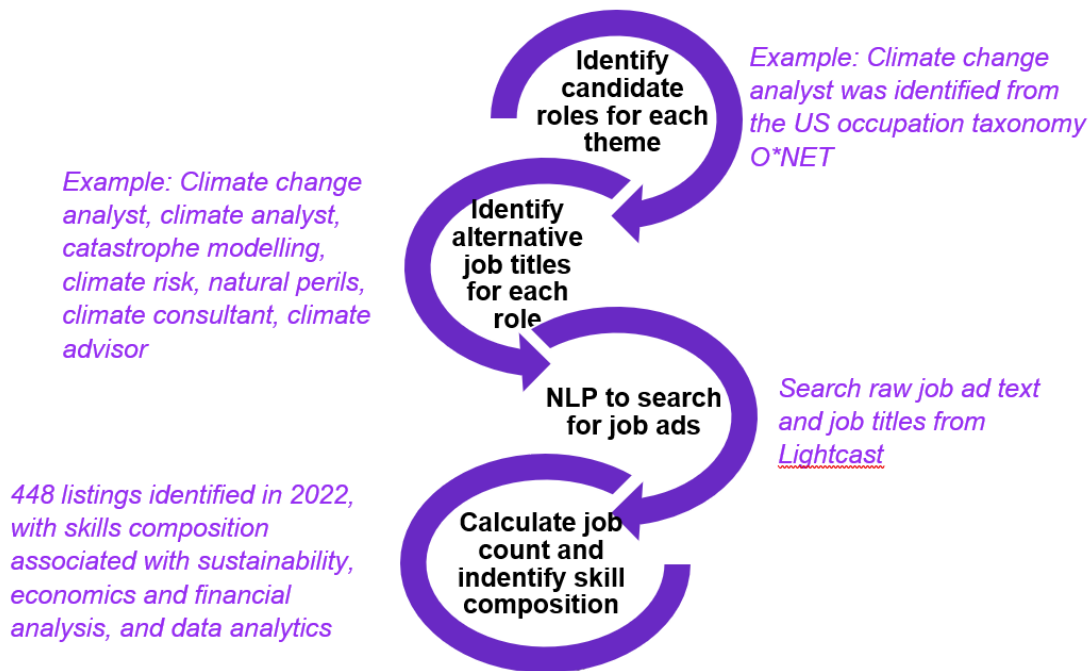 Identify
candidate
roles for each
theme
Example: Climate change
analyst was identified from
the US occupation taxonomy
O*NET
Example: Climate change
analyst, climate analyst,
catastrophe modelling,
climate risk, natural perils,
climate consultant, climate
advisor
Identify
alternative
job titles
for each
role
NLP to search
for job ads
Search raw job ad text
and job titles from
Lightcast
448 listings identified in 2022,
with skills composition
associated with sustainability,
economics and financial
analysis, and data analytics
Calculate job
count and
indentify skill
composition